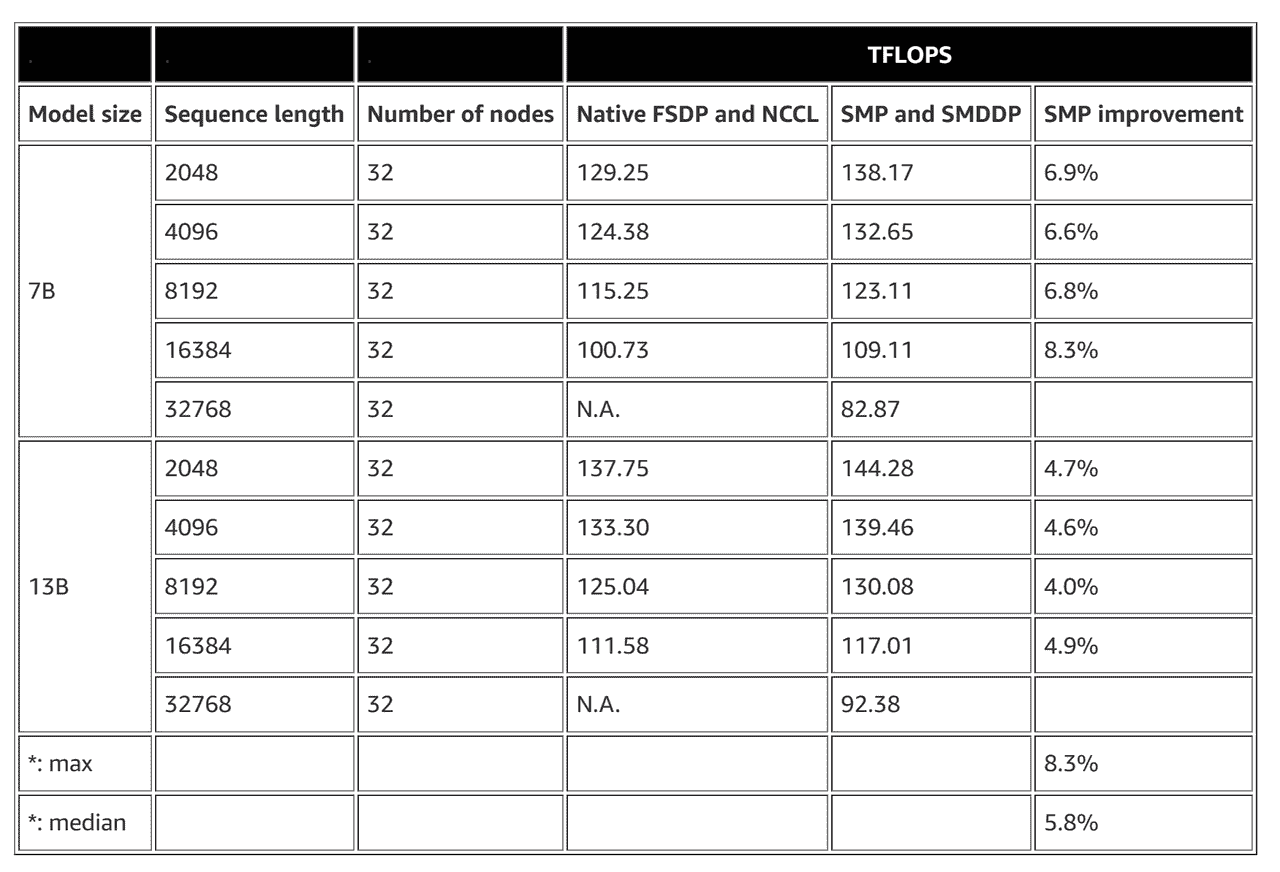 . . . TFLOPS
Model size Sequence length Number of nodes Native FSDP and NCCL SMP and SMDDP SMP improvement
7B 2048 32 129.25 138.17 6.9%
4096 32 124.38 132.65 6.6%
8192 32 115.25 123.11 6.8%
16384 32 100.73 109.11 8.3%
32768 32 N.A. 82.87
13B 2048 32 137.75 144.28 4.7%
4096 32 133.30 139.46 4.6%
8192 32 125.04 130.08 4.0%
16384 32 111.58 117.01 4.9%
32768 32 N.A. 92.38
*: max 8.3%
*: median 5.8%